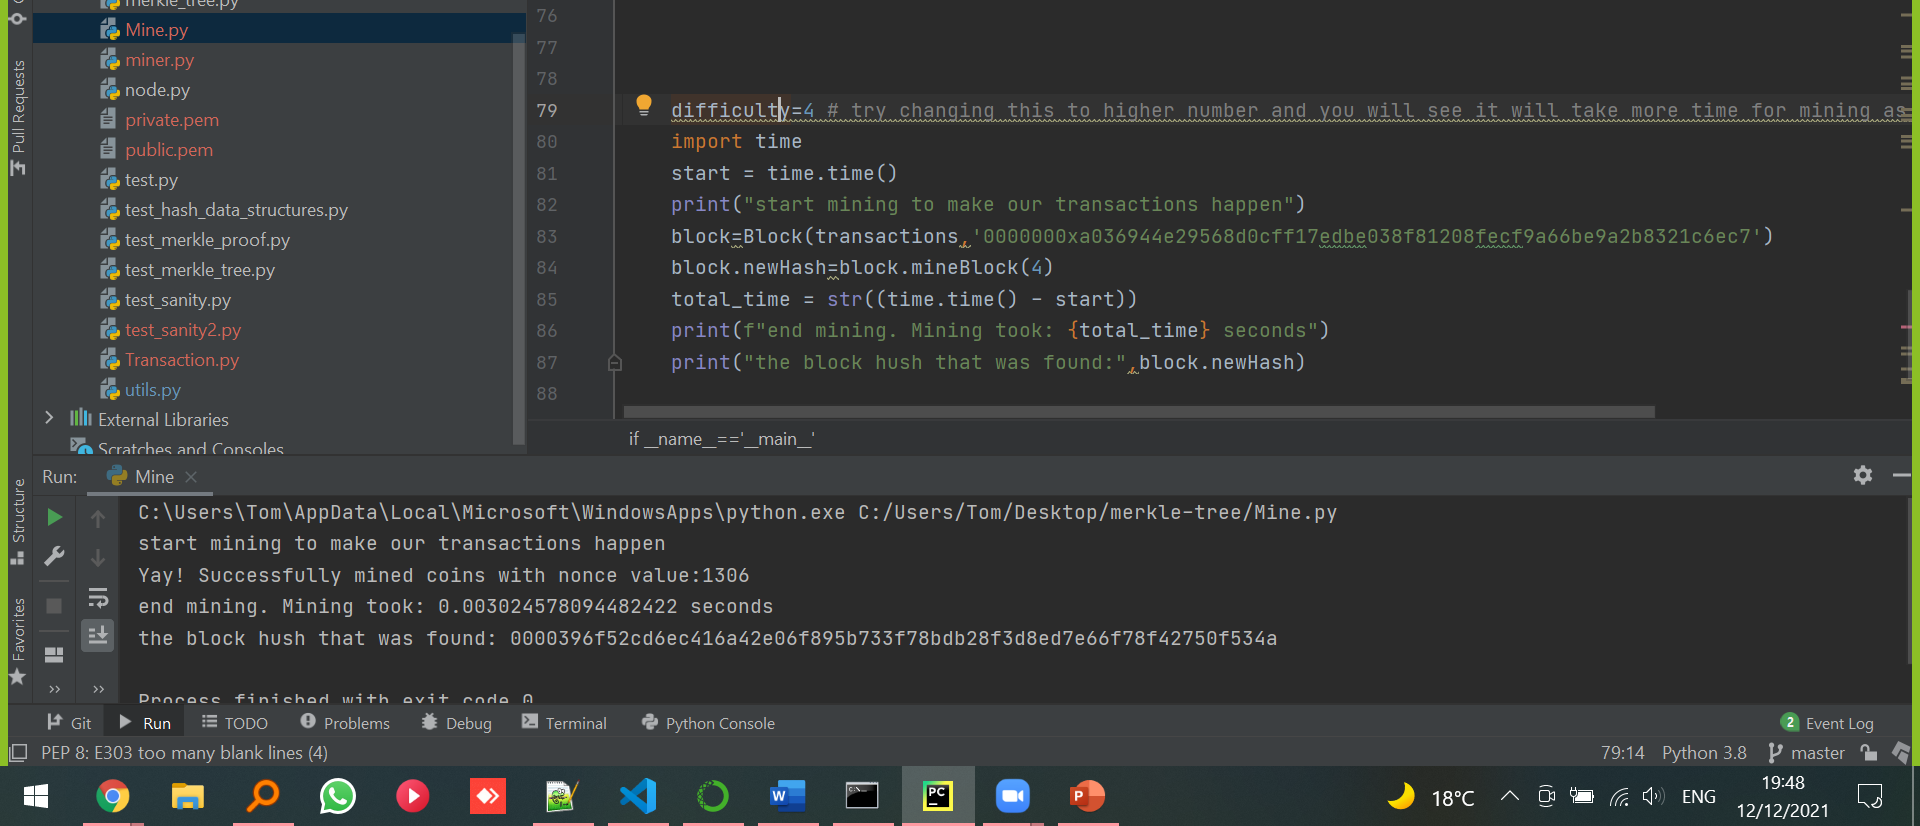 merkle_tree.py
Mine.py
miner.py
node.py
private.pem
public.pem
test.py
test_hash_data_structures.py
test_merkle_proof.py
test_merkle_tree.py
test_sanity.py
test_sanity2.py
Transaction.py
utils.py
External Libraries
Scratches and Consoles
Pull Requests
76
77
78
79 difficulty=4 # try changing this to higher number and you will see it will take more time for mining as
80 import time
81 start = time.time()
82 print("start mining to make our transactions happen")
83 block=Block(transactions,'0000000xa036944e29568d0cff17edbe038f81208fecf9a66be9a2b8321c6ec7')
84 block.newHash=block.mineBlock(4)
85 total_time = str((time.time() - start))
86 print(f"end mining. Mining took: {total_time} seconds")
87 print("the block hush that was found:",block.newHash)
88
if __name__=='__main__'
Run: Mine
Structure
Favorites
C:\Users\Tom\AppData\Local\Microsoft\WindowsApps\python.exe C:/Users/Tom/Desktop/merkle-tree/Mine.py
start mining to make our transactions happen
Yay! Successfully mined coins with nonce value:1306
end mining. Mining took: 0.003024578094482422 seconds
the block hush that was found: 0000396f52cd6ec416a42e06f895b733f78bdb28f3d8ed7e66f78f42750f534a
Process finished with exit code 0
Git Run TODO Problems Debug Terminal Python Console 2 Event Log
PEP 8: E303 too many blank lines (4) 79:14 Python 3.8 master
18°C ENG 19:48
12/12/2021